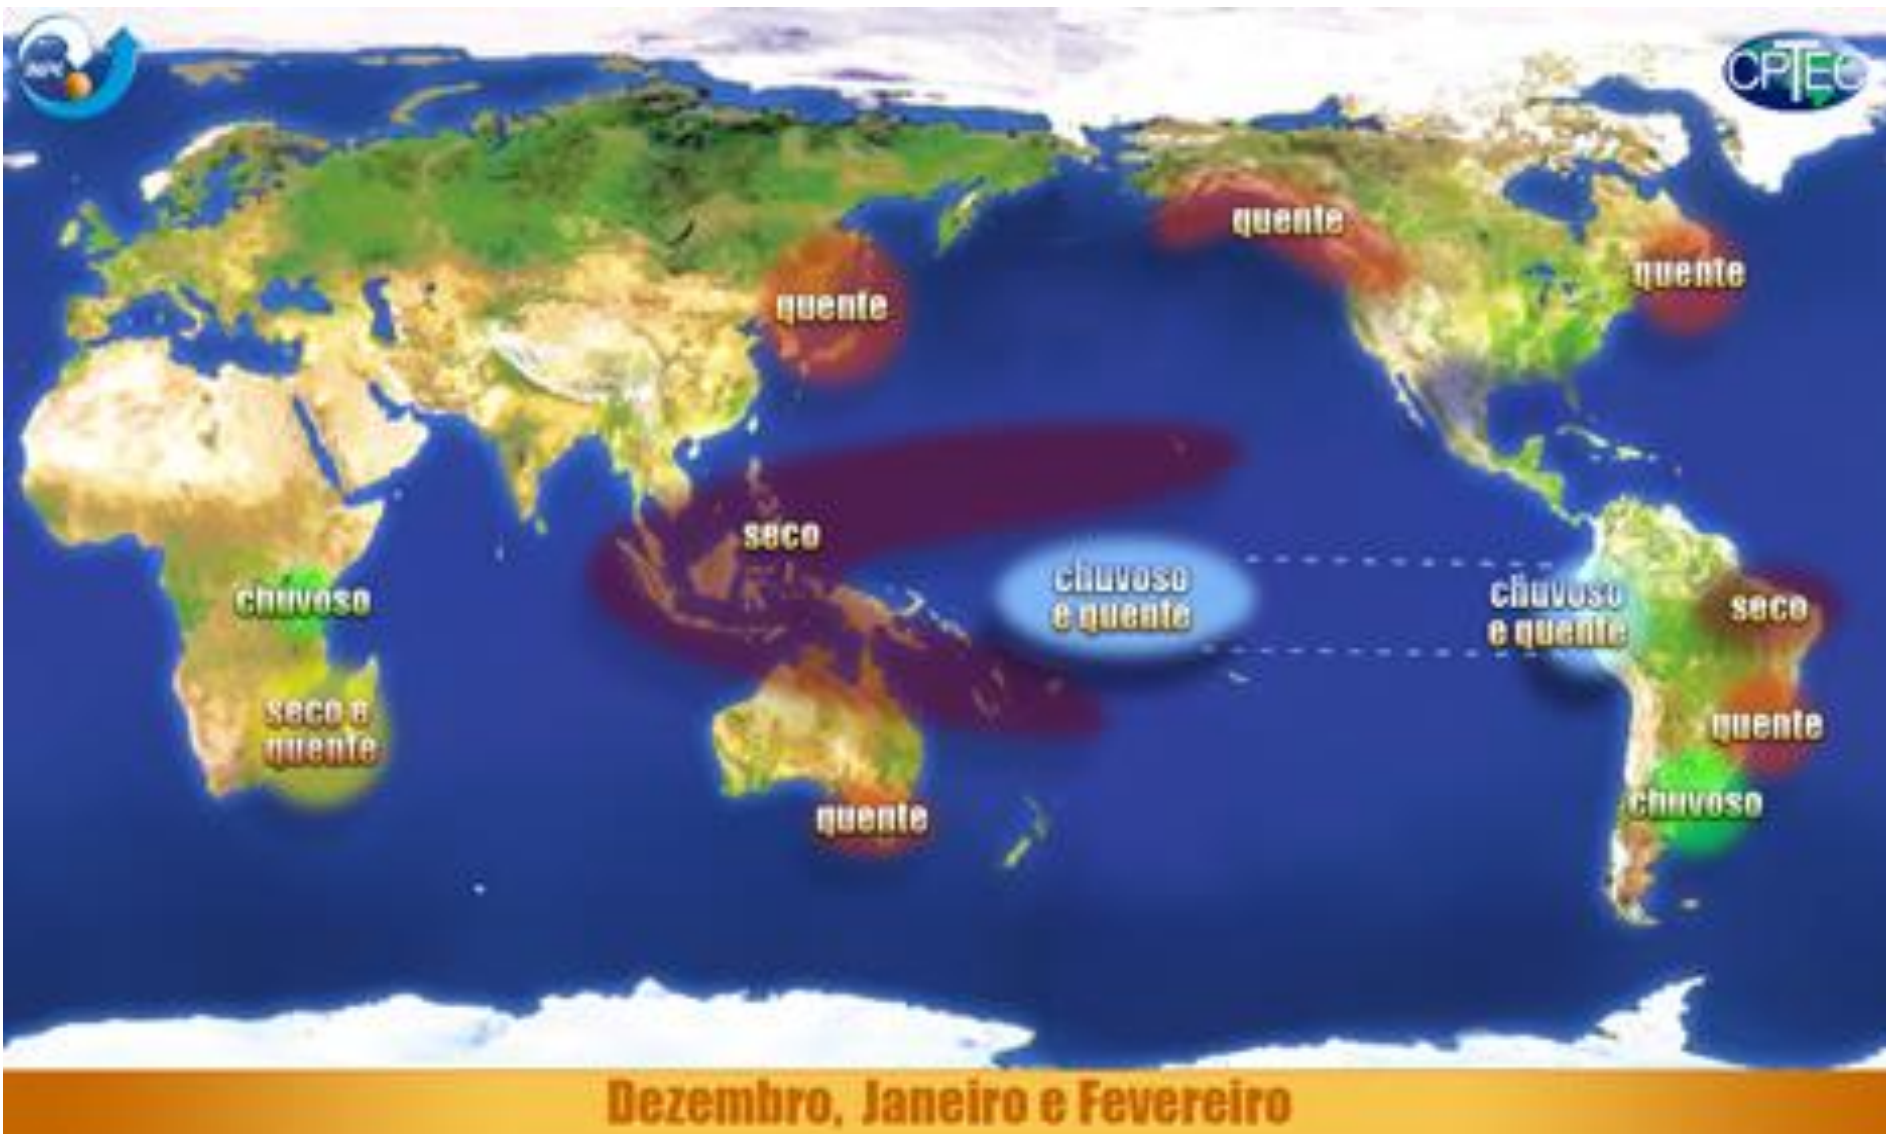 CPTEC
quente
quente
quente
seco
chuvoso
e quente
chuvoso
e quente
chuvoso
seco
seco e
quente
quente
chuvoso
quente
Dezembro, Janeiro e Fevereiro